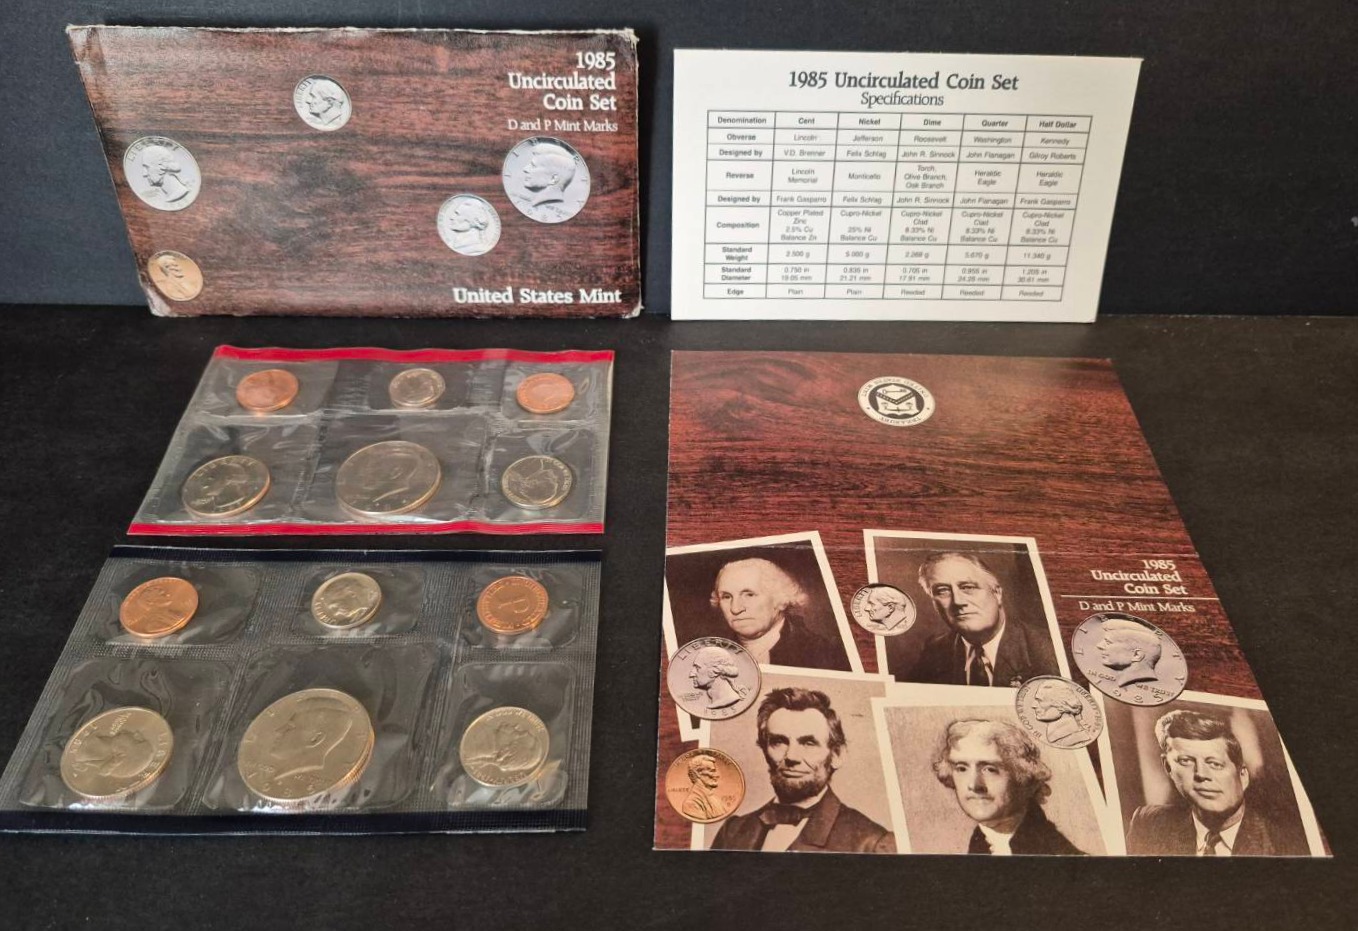 1985
Uncirculated
Coin Set
D and P Mint Marks
LIBERTY
United States Mint
1985 Uncirculated Coin Set
Specifications
Denomination Cent Nickel Dime Quarter Half Dollar
Obverse Lincoln Jefferson Roosevelt Washington Kennedy
Designed by V.D. Brenner Felix Schlag John R. Sinnock John Flanagan Gilroy Roberts
Reverse Lincoln Memorial Monticello Torch, Olive Branch, Oak Branch Heraldic Eagle Heraldic Eagle
Designed by Frank Gasparro Felix Schlag John R. Sinnock John Flanagan Frank Gasparro
Composition Copper Plated Zinc 2.5% Cu Balance Zn Cupro-Nickel 25% Ni Balance Cu Cupro-Nickel Clad 8.33% Ni Balance Cu Cupro-Nickel Clad 8.33% Ni Balance Cu Cupro-Nickel Clad 8.33% Ni Balance Cu
Standard Weight 2.500 g 5.000 g 2.268 g 5.670 g 11.340 g
Standard Diameter 0.750 in 19.05 mm 0.835 in 21.21 mm 0.705 in 17.91 mm 0.955 in 24.26 mm 1.205 in 30.61 mm
Edge Plain Plain Reeded Reeded Reeded
1985
Uncirculated
Coin Set
D and P Mint Marks
LIBERTY
LIBERTY
IN GOD WE TRUST
1985
P